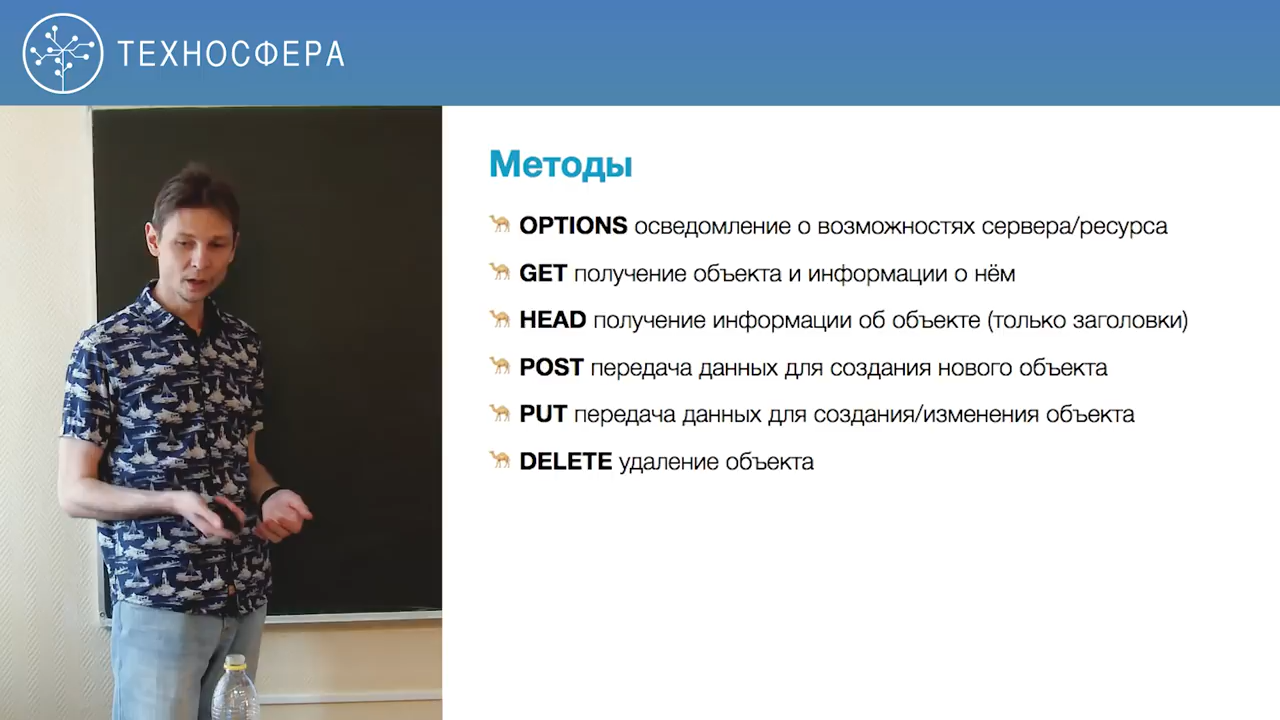 ТЕХНОСФЕРА
Методы
OPTIONS осведомление о возможностях сервера/ресурса
GET получение объекта и информации о нём
HEAD получение информации об объекте (только заголовки)
POST передача данных для создания нового объекта
PUT передача данных для создания/изменения объекта
DELETE удаление объекта